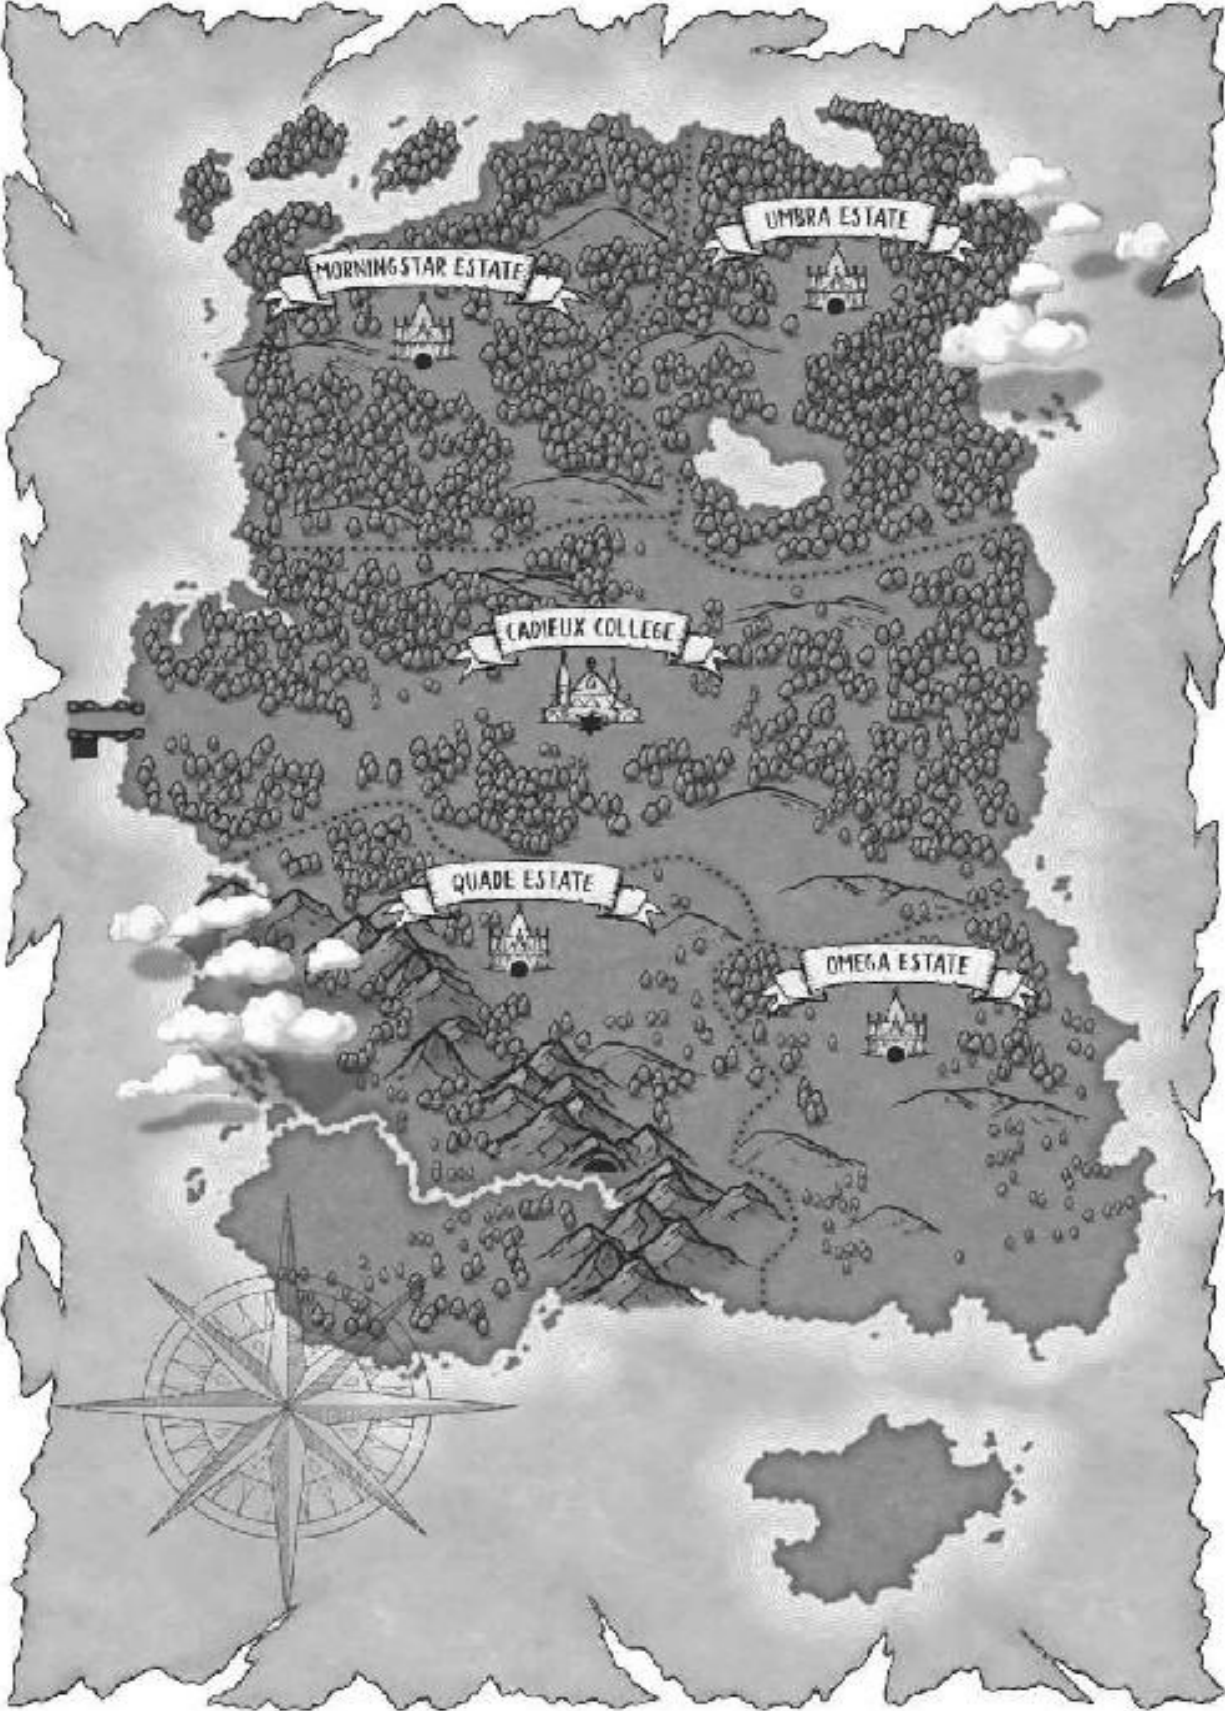 UMBRA ESTATE
MORNINGSTAR ESTATE
CADIEUX COLLEGE
QUADE ESTATE
OMEGA ESTATE